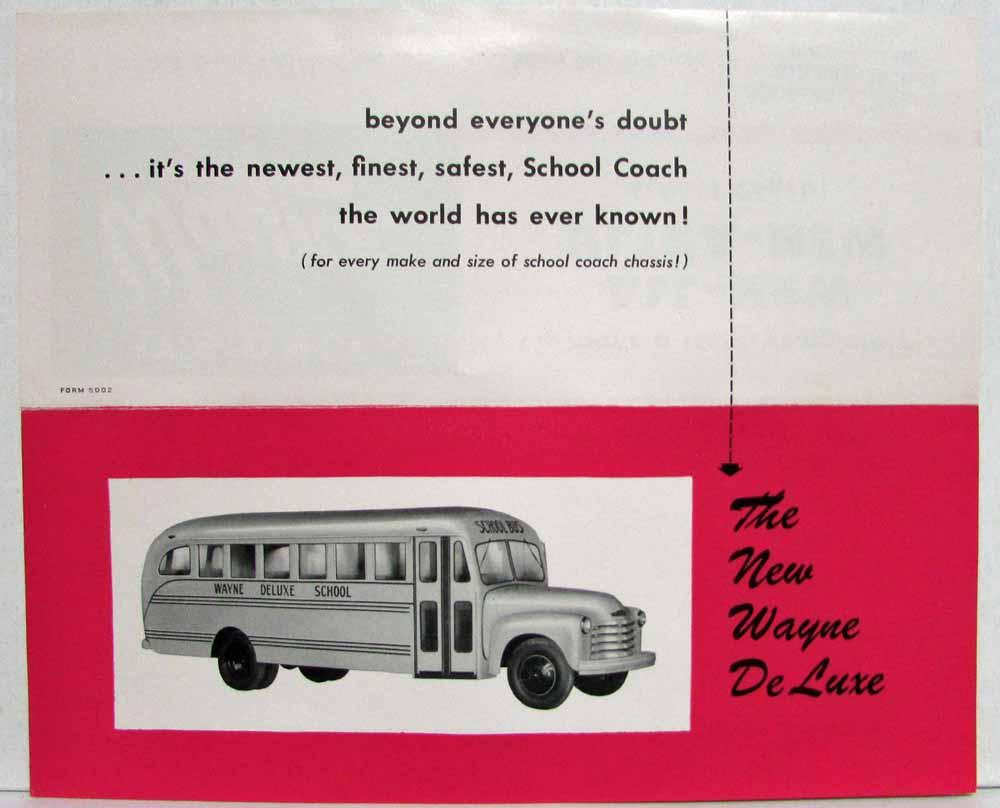 beyond everyone's doubt
...it's the newest, finest, safest, School Coach
the world has ever known!
(for every make and size of school coach chassis!)
FORM 5002
SCHOOL BUS
WAYNE DELUXE SCHOOL
The
New
Wayne
De Luxe